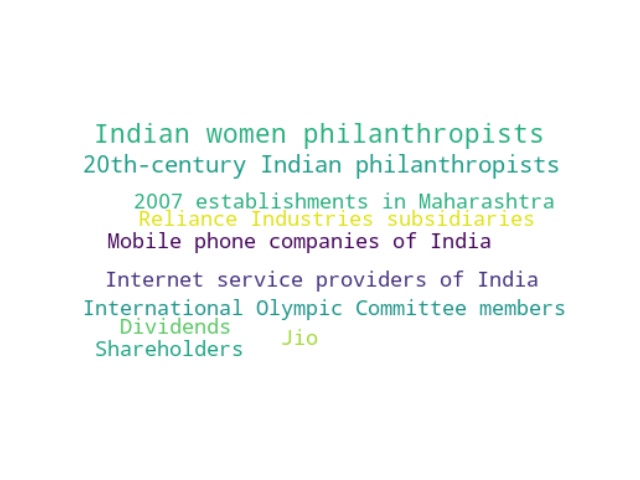 Indian women philanthropists
20th-century Indian philanthropists
2007 establishments in Maharashtra
Reliance Industries subsidiaries
Mobile phone companies of India
Internet service providers of India
International Olympic Committee members
Dividends
Jio
Shareholders